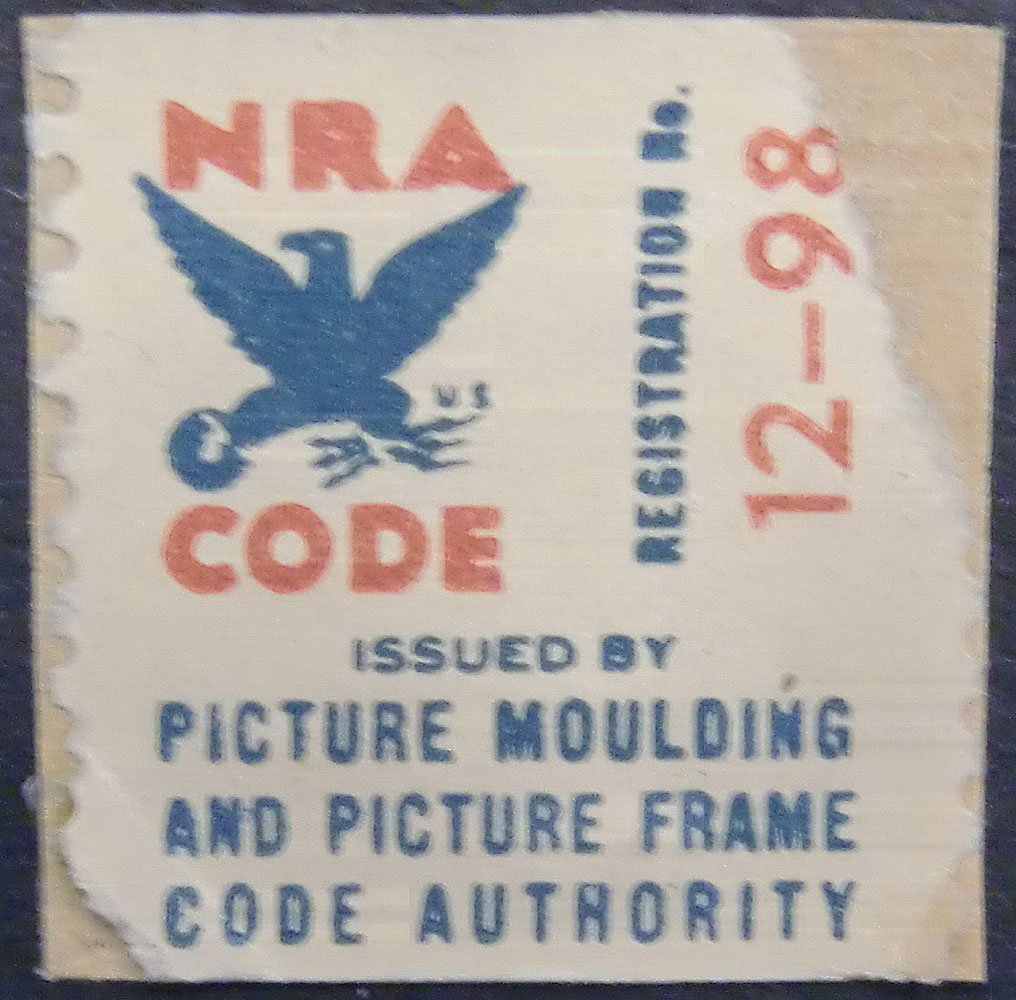 NRA
U S
CODE
REGISTRATION No.
12-98
ISSUED BY
PICTURE MOULDING
AND PICTURE FRAME
CODE AUTHORITY